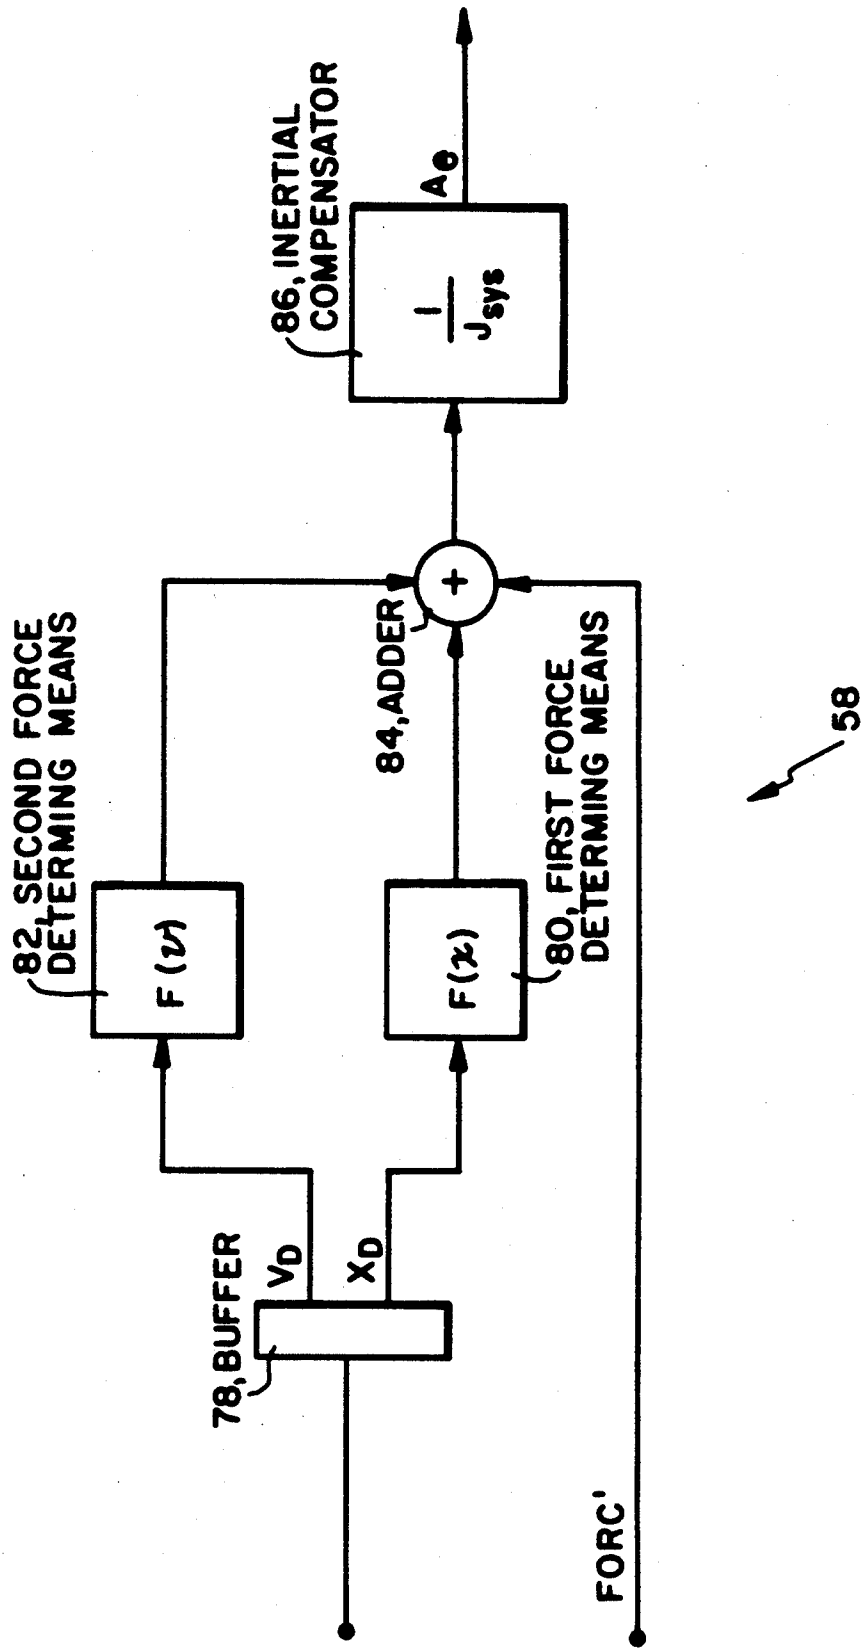 82, SECOND FORCE
DETERMING MEANS
F(v)
78, BUFFER
VD
XD
F(x)
80, FIRST FORCE
DETERMING MEANS
84, ADDER
+
86, INERTIAL
COMPENSATOR
1
Jsys
Ae
FORC'
58